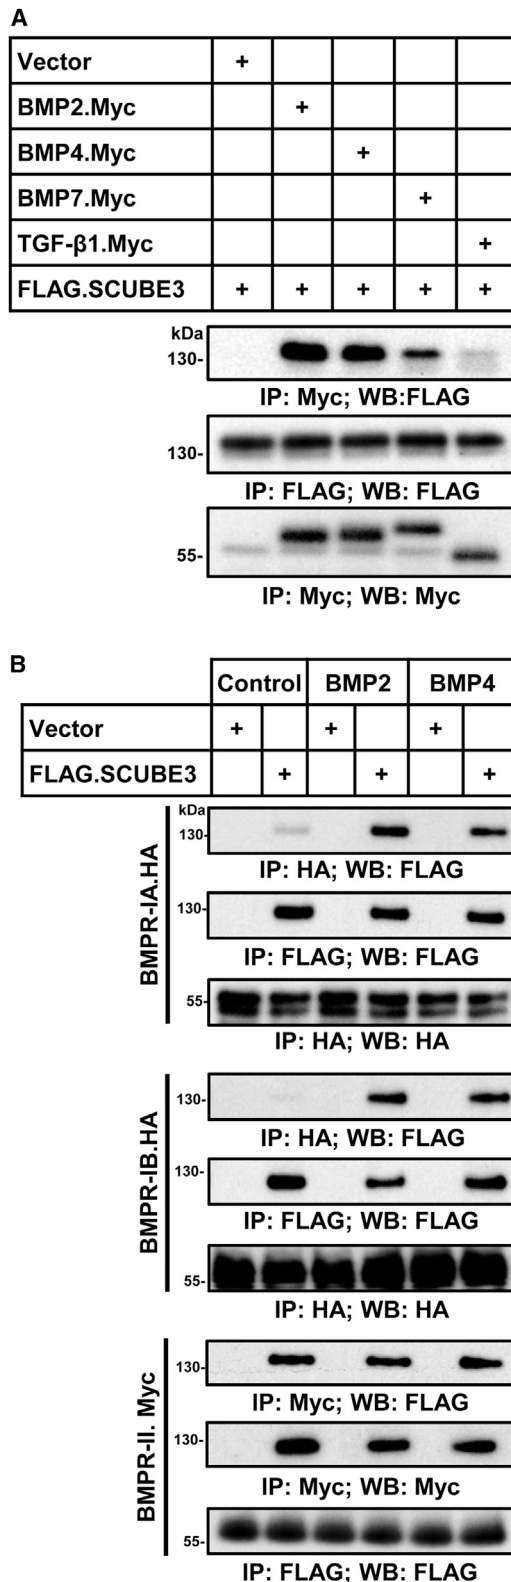 A
Vector +
BMP2.Myc +
BMP4.Myc +
BMP7.Myc +
TGF-β1.Myc +
FLAG.SCUBE3 + + + + +
kDa
130-
IP: Myc; WB:FLAG
130-
IP: FLAG; WB: FLAG
55-
IP: Myc; WB: Myc
B
Control BMP2 BMP4
Vector + + +
FLAG.SCUBE3 + + +
BMPR-IA.HA
kDa
130-
IP: HA; WB: FLAG
130-
IP: FLAG; WB: FLAG
55-
IP: HA; WB: HA
BMPR-IB.HA
130-
IP: HA; WB: FLAG
130-
IP: FLAG; WB: FLAG
55-
IP: HA; WB: HA
BMPR-II. Myc
130-
IP: Myc; WB: FLAG
130-
IP: Myc; WB: Myc
55-
IP: FLAG; WB: FLAG